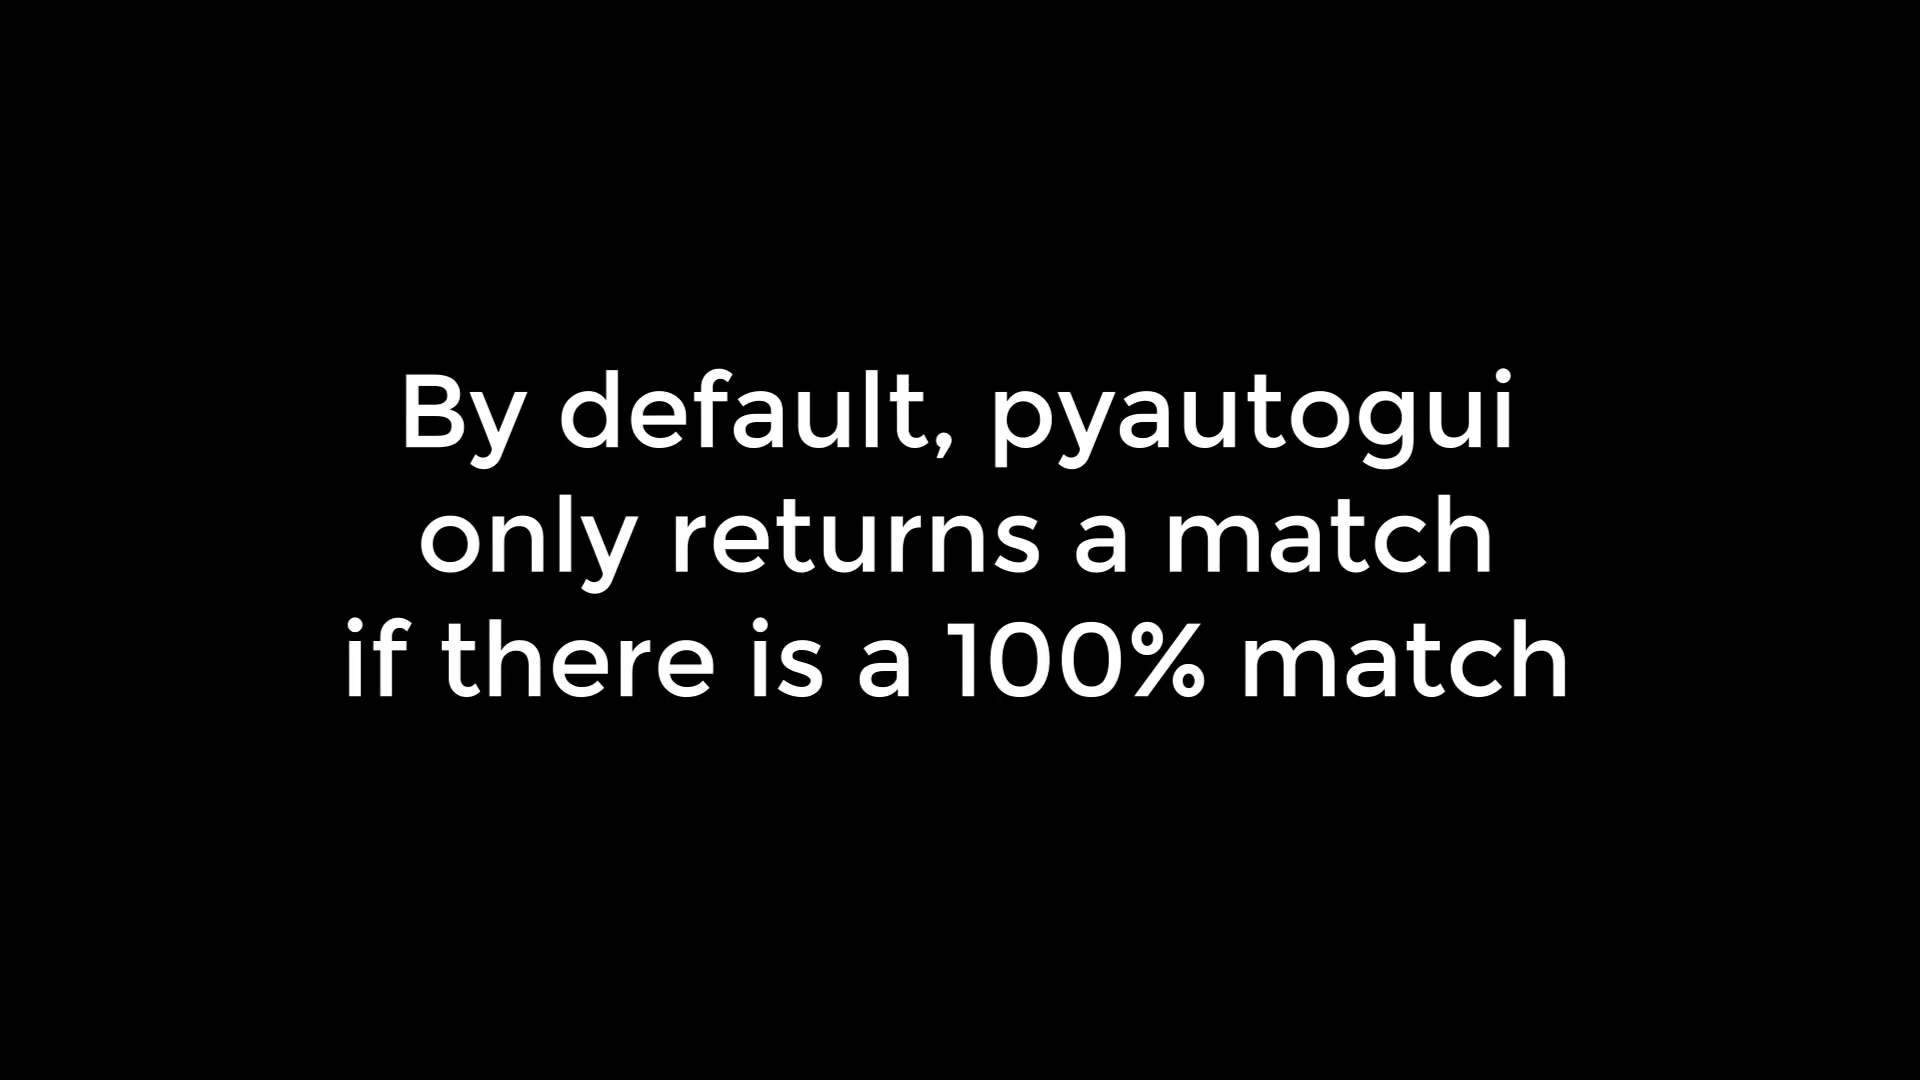 By default, pyautogui
only returns a match
if there is a 100% match